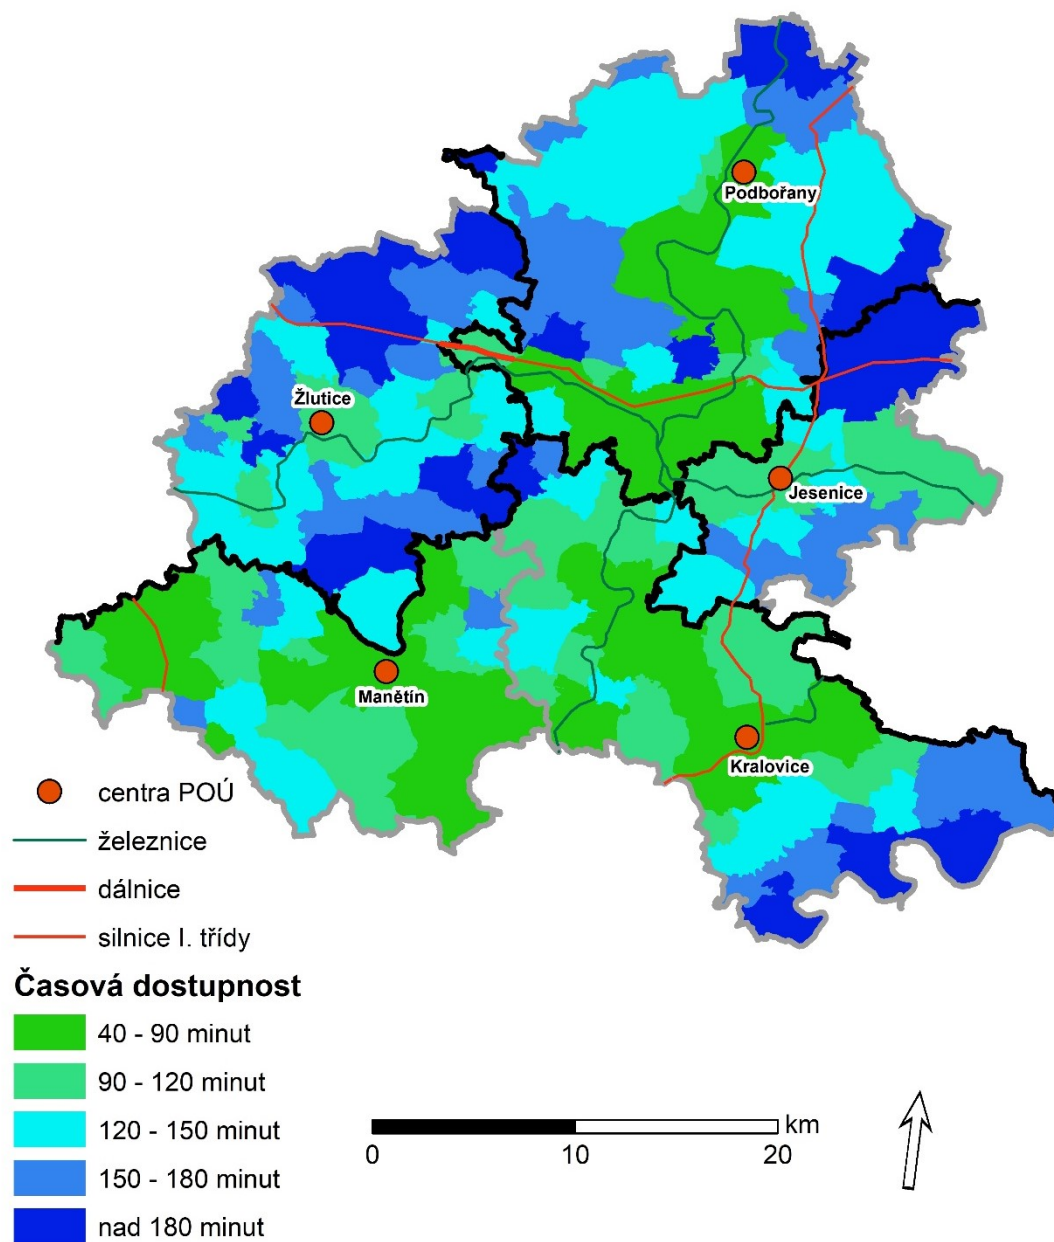 Podbořany
Žlutice
Jesenice
Manětín
Kralovice
centra POÚ
železnice
dálnice
silnice I. třídy
Časová dostupnost
40 - 90 minut
90 - 120 minut
120 - 150 minut
150 - 180 minut
nad 180 minut
km
0 10 20